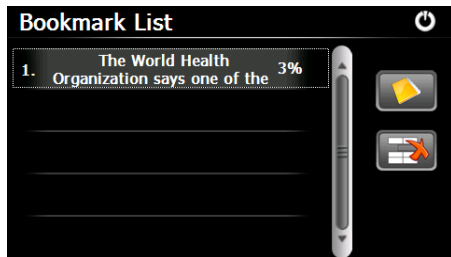 Bookmark List
1. The World Health 3%
Organization says one of the